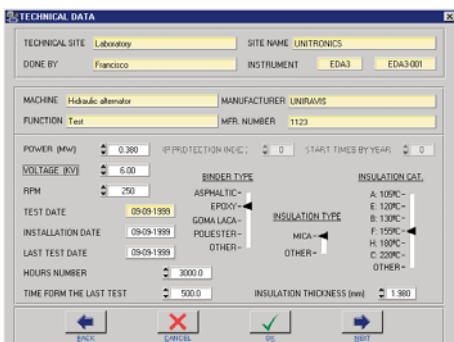 TECHNICAL DATA
TECHNICAL SITE Laboratory SITE NAME UNITRONICS
DONE BY Francisco INSTRUMENT EDA3 EDA3-001
MACHINE Hidraulic alternator MANUFACTURER UNIRAVIS
FUNCTION Test MFR. NUMBER 1123
POWER (MW) 0.380 IP PROTECTION INDIC: 0 START TIMES BY YEAR: 0
VOLTAGE (KV) 6.00 BINDER TYPE INSULATION CAT.
RPM 250 ASPHALTIC- A: 105ºC-
EPOXY- E: 120ºC-
TEST DATE 09-09-1999 GOMA LACA- INSULATION TYPE B: 130ºC-
INSTALLATION DATE 09-09-1999 POLIESTER- MICA- F: 155ºC-
OTHER- OTHER- H: 180ºC-
LAST TEST DATE 09-09-1999 C: 220ºC-
HOURS NUMBER 3000.0 OTHER-
TIME FORM THE LAST TEST 500.0 INSULATION THICKNESS (mm) 1.980
BACK CANCEL OK NEXT